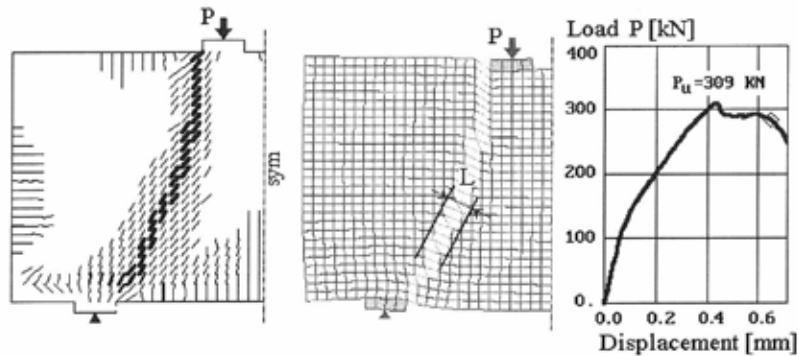 P
sym
P
L
Load P [kN]
400
P_u=309 KN
300
200
100
0.
0.0 0.2 0.4 0.6
Displacement [mm]